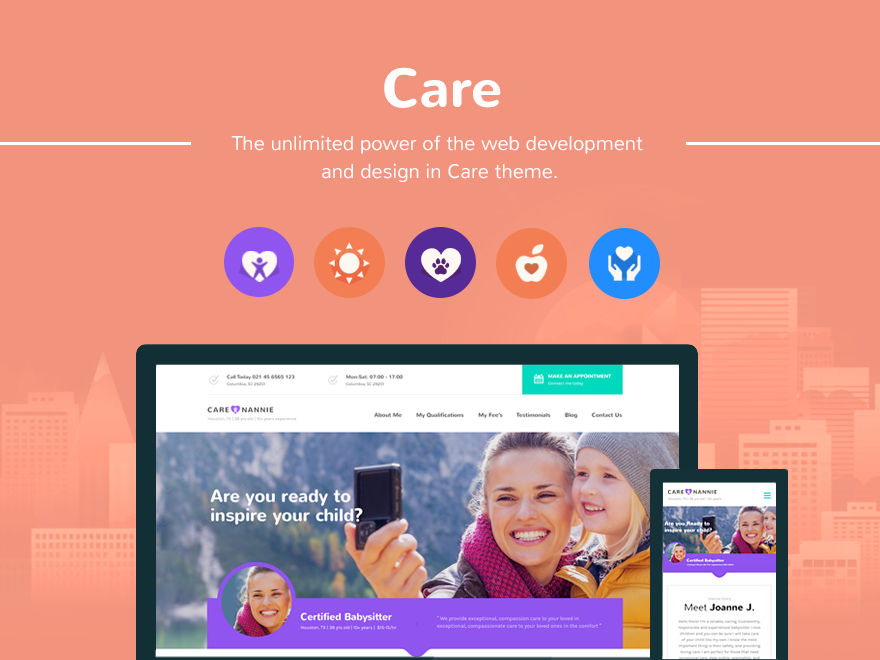 Care
The unlimited power of the web development
and design in Care theme.
Call Today 021 45 6565 123
Columbia, SC 29201
Mon-Sat: 07:00 - 17:00
Columbia, SC 29201
MAKE AN APPOINTMENT
Contact me today
CARE NANNIE
Houston, TX | 38 yrs old | 15+ years experience
About Me My Qualifications My Fee's Testimonials Blog Contact Us
Are you ready to
inspire your child?
Certified Babysitter
Houston, TX | 38 yrs old | 15+ years | $15-15/hr
" We provide exceptional, compassion care to your loved in
exceptional, compassionate care to your loved ones in the comfort "
CARE NANNIE
Are you Ready to
inspire your child?
Certified Babysitter
Meet Joanne J.